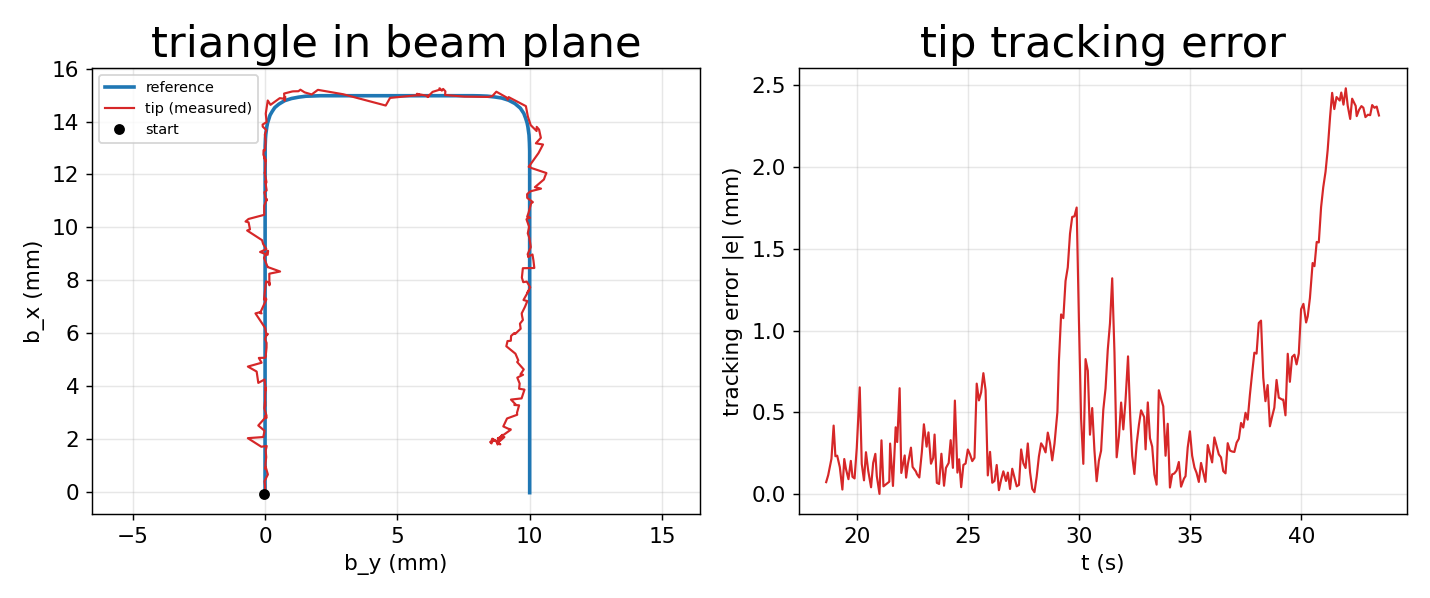 triangle in beam plane
16
14
12
10
8
6
4
2
0
b_x (mm)
reference
tip (measured)
start
−5
0
5
10
15
b_y (mm)
tip tracking error
2.5
2.0
1.5
1.0
0.5
0.0
tracking error |e| (mm)
20
25
30
35
40
t (s)